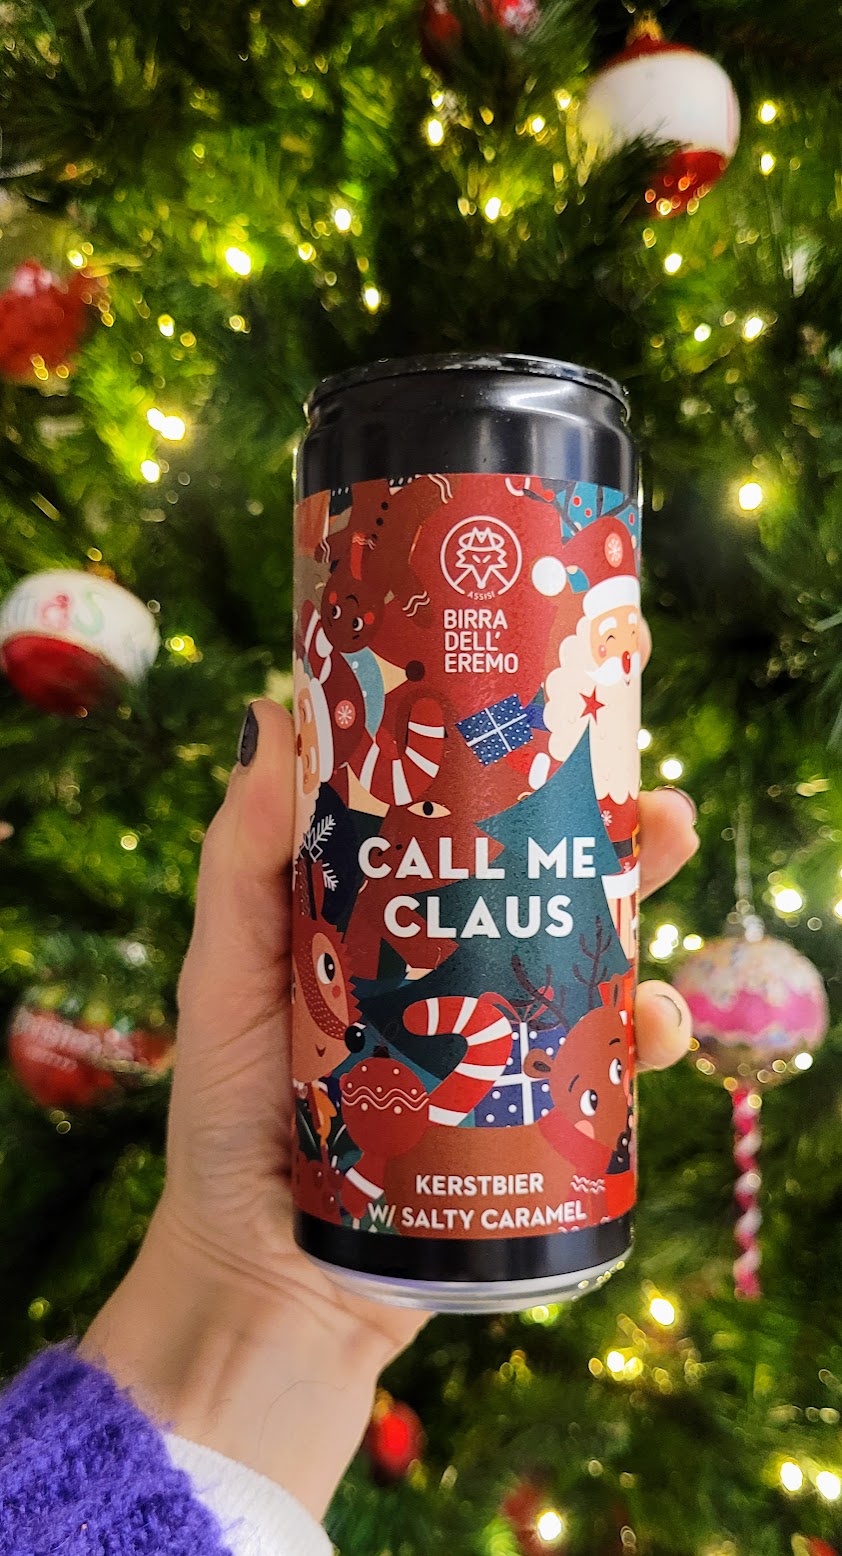 ASSISI
BIRRA
DELL'
EREMO
CALL ME
CLAUS
KERSTBIER
W/ SALTY CARAMEL